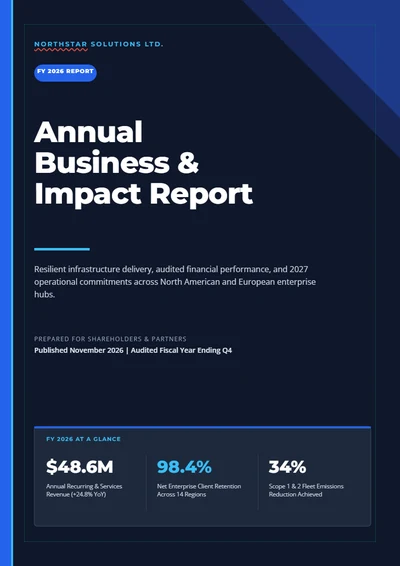 NORTHSTAR SOLUTIONS LTD.
FY 2026 REPORT
Annual
Business &
Impact Report
Resilient infrastructure delivery, audited financial performance, and 2027
operational commitments across North American and European enterprise
hubs.
PREPARED FOR SHAREHOLDERS & PARTNERS
Published November 2026 | Audited Fiscal Year Ending Q4
FY 2026 AT A GLANCE
$48.6M
Annual Recurring & Services
Revenue (+24.8% YoY)
98.4%
Net Enterprise Client Retention
Across 14 Regions
34%
Scope 1 & 2 Fleet Emissions
Reduction Achieved